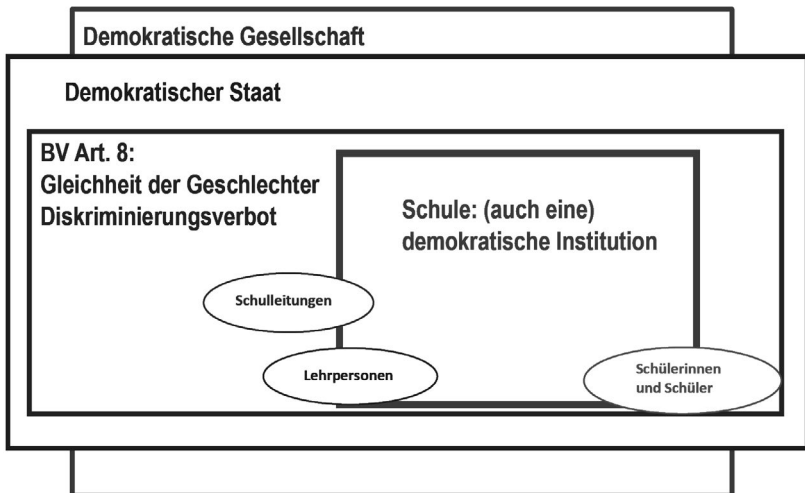 Demokratische Gesellschaft
Demokratischer Staat
BV Art. 8:
Gleichheit der Geschlechter
Diskriminierungsverbot
Schule: (auch eine)
demokratische Institution
Schulleitungen
Lehrpersonen
Schülerinnen
und Schüler